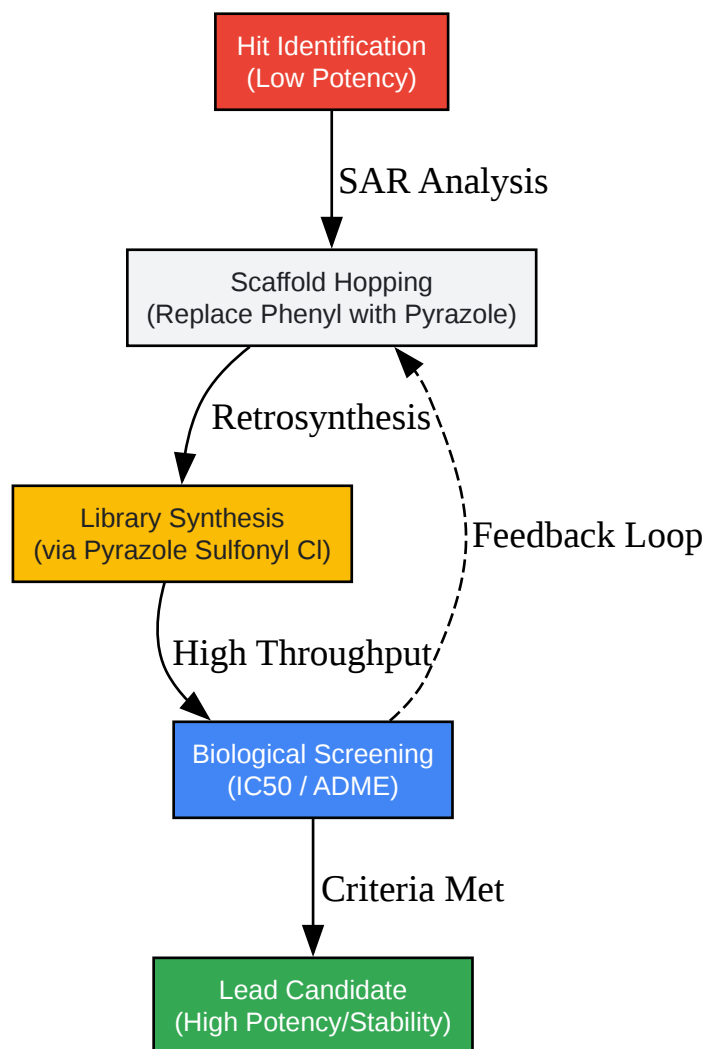 Hit Identification
(Low Potency)
SAR Analysis
Scaffold Hopping
(Replace Phenyl with Pyrazole)
Retrosynthesis
Library Synthesis
(via Pyrazole Sulfonyl Cl)
Feedback Loop
High Throughput
Biological Screening
(IC50 / ADME)
Criteria Met
Lead Candidate
(High Potency/Stability)